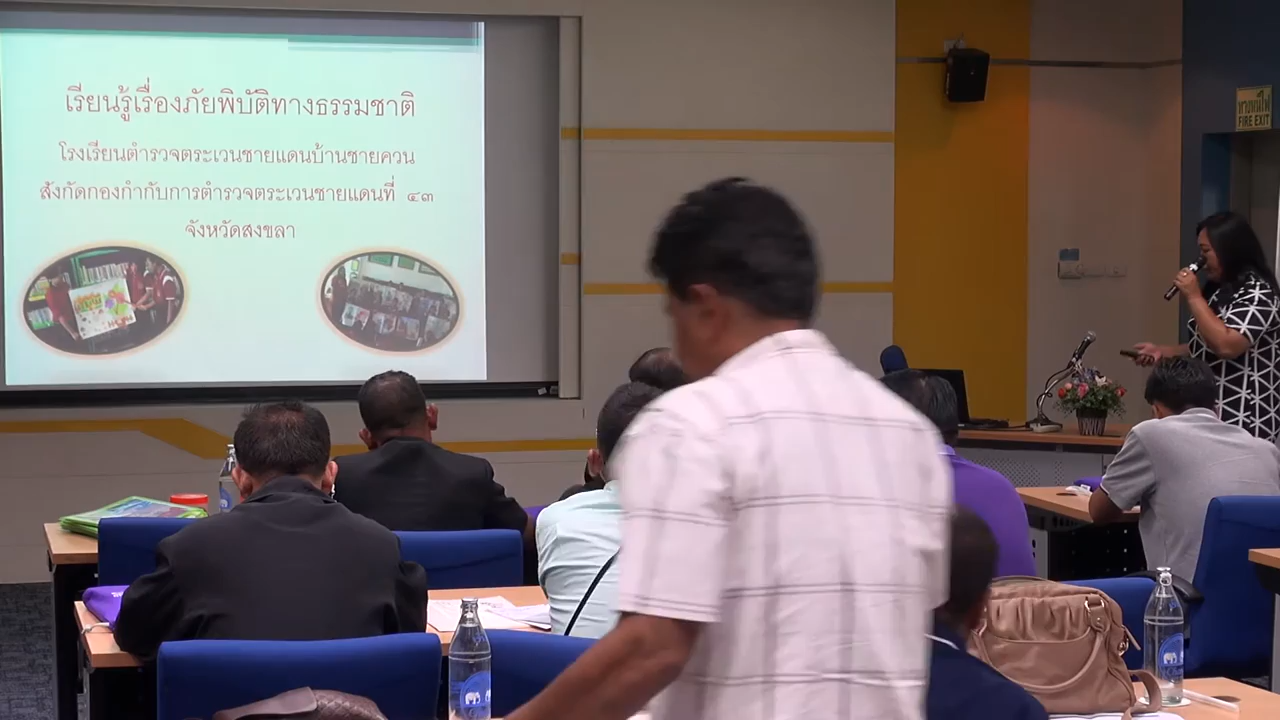 เรียนรู้เรื่องภัยพิบัติทางธรรมชาติ
โรงเรียนตำรวจตระเวนชายแดนบ้านชายควน
สังกัดกองกำกับการตำรวจตระเวนชายแดนที่ ๔๓
จังหวัดสงขลา
ทางหนีไฟ
FIRE EXIT